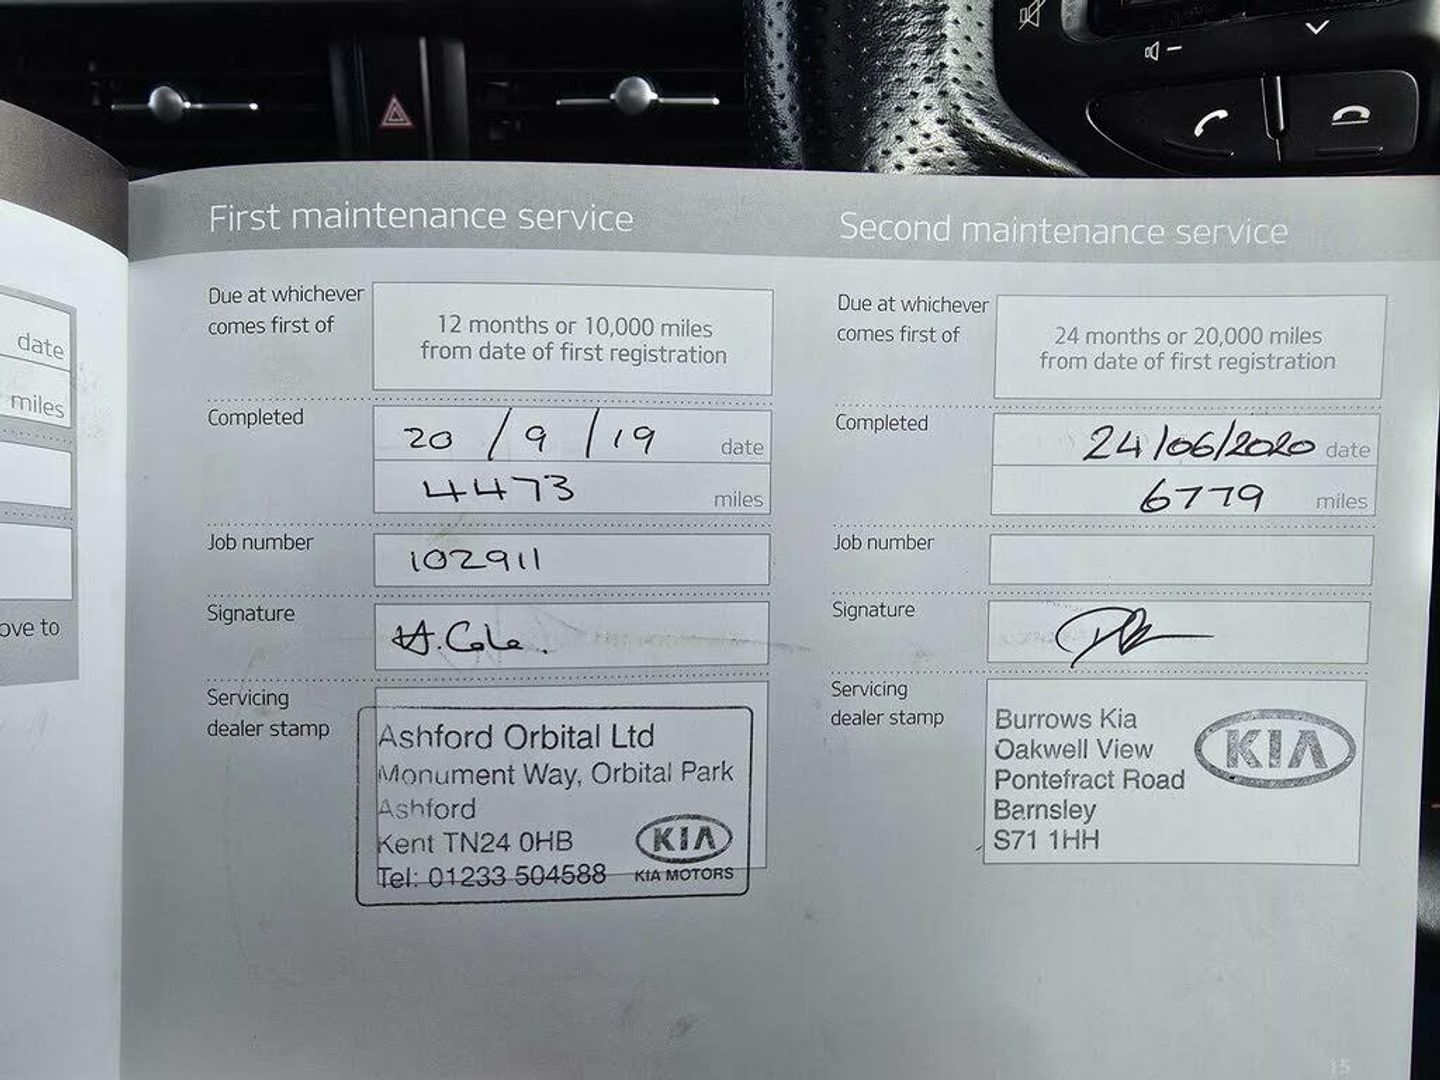 date
miles
ove to
First maintenance service
Due at whichever
comes first of
12 months or 10,000 miles
from date of first registration
Completed
20/9/19 date
4473 miles
Job number
102911
Signature
H.Cole.
Servicing
dealer stamp
Ashford Orbital Ltd
Monument Way, Orbital Park
Ashford
Kent TN24 0HB
Tel: 01233 504588
KIA
KIA MOTORS
Second maintenance service
Due at whichever
comes first of
24 months or 20,000 miles
from date of first registration
Completed
24/06/2020 date
6779 miles
Job number
Signature
Servicing
dealer stamp
Burrows Kia
Oakwell View
Pontefract Road
Barnsley
S71 1HH
KIA
15